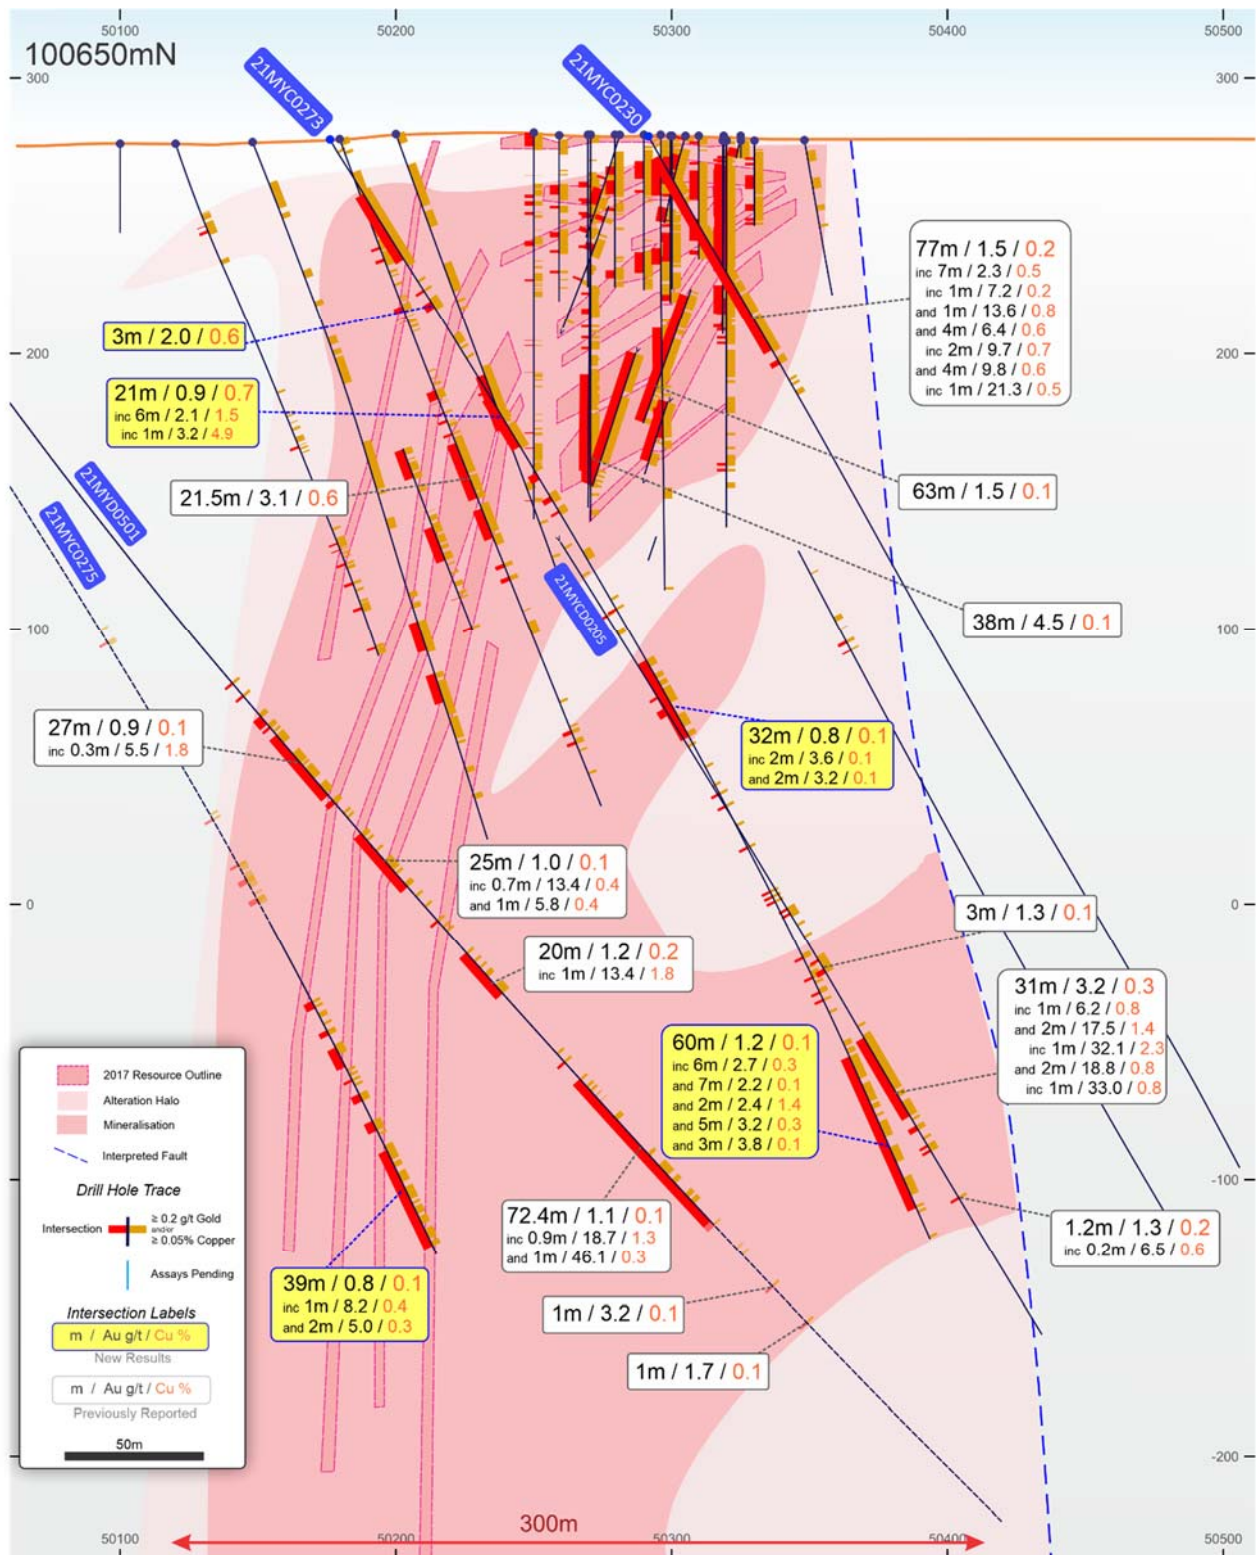 50100 50200 50300 50400 50500
100650mN
300 300
21MYC0273
21MYC0230
77m / 1.5 / 0.2
inc 7m / 2.3 / 0.5
inc 1m / 7.2 / 0.2
and 1m / 13.6 / 0.8
and 4m / 6.4 / 0.6
inc 2m / 9.7 / 0.7
and 4m / 9.8 / 0.6
inc 1m / 21.3 / 0.5
3m / 2.0 / 0.6
200 200
21m / 0.9 / 0.7
inc 6m / 2.1 / 1.5
inc 1m / 3.2 / 4.9
21.5m / 3.1 / 0.6
63m / 1.5 / 0.1
21MYD0501
21MYC0275
21MYCD0205
38m / 4.5 / 0.1
100 100
27m / 0.9 / 0.1
inc 0.3m / 5.5 / 1.8
32m / 0.8 / 0.1
inc 2m / 3.6 / 0.1
and 2m / 3.2 / 0.1
25m / 1.0 / 0.1
inc 0.7m / 13.4 / 0.4
and 1m / 5.8 / 0.4
0 0
3m / 1.3 / 0.1
20m / 1.2 / 0.2
inc 1m / 13.4 / 1.8
31m / 3.2 / 0.3
inc 1m / 6.2 / 0.8
and 2m / 17.5 / 1.4
inc 1m / 32.1 / 2.3
and 2m / 18.8 / 0.8
inc 1m / 33.0 / 0.8
60m / 1.2 / 0.1
inc 6m / 2.7 / 0.3
and 7m / 2.2 / 0.1
and 2m / 2.4 / 1.4
and 5m / 3.2 / 0.3
and 3m / 3.8 / 0.1
-100
72.4m / 1.1 / 0.1
inc 0.9m / 18.7 / 1.3
and 1m / 46.1 / 0.3
1.2m / 1.3 / 0.2
inc 0.2m / 6.5 / 0.6
39m / 0.8 / 0.1
inc 1m / 8.2 / 0.4
and 2m / 5.0 / 0.3
1m / 3.2 / 0.1
1m / 1.7 / 0.1
2017 Resource Outline
Alteration Halo
Mineralisation
Interpreted Fault
Drill Hole Trace
Intersection
≥ 0.2 g/t Gold
and/or
≥ 0.05% Copper
Assays Pending
Intersection Labels
m / Au g/t / Cu %
New Results
m / Au g/t / Cu %
Previously Reported
50m
-200
300m
50100 50200 50300 50400 50500